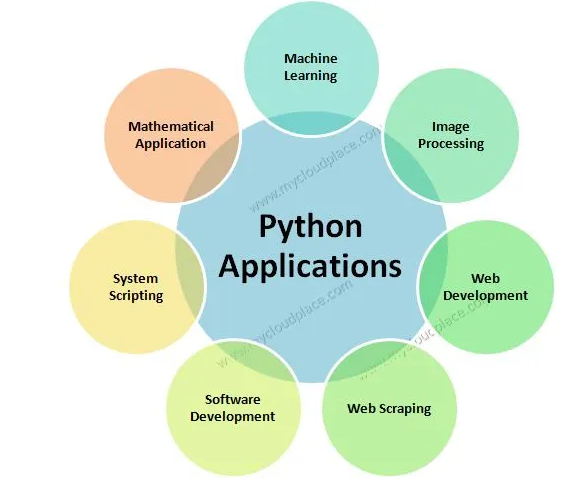 Machine
Learning
Mathematical
Application
Image
Processing
www.mycloudplace.com
Python
Applications
System
Scripting
Web
Development
www.mycloudplace.com
www.mycloudplace.com
Software
Development
Web Scraping